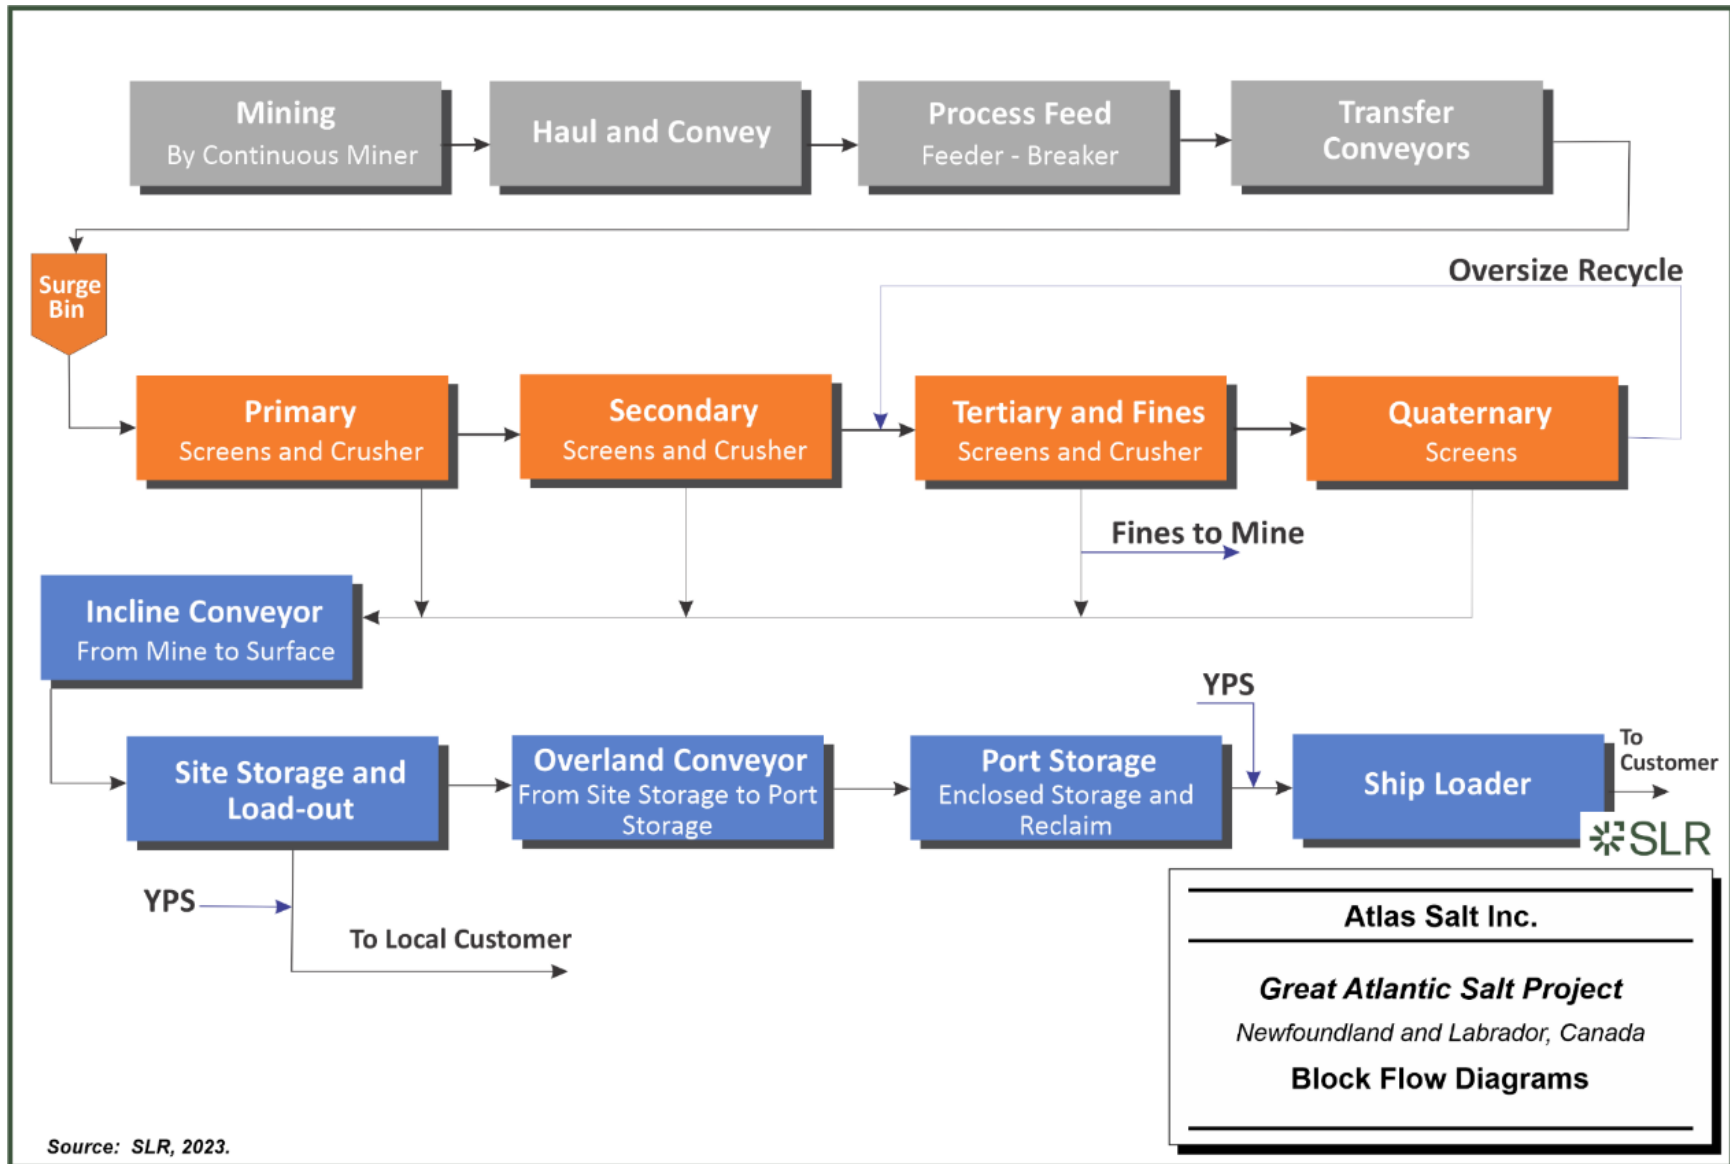 Mining
By Continuous Miner
Haul and Convey
Process Feed
Feeder - Breaker
Transfer
Conveyors
Surge
Bin
Oversize Recycle
Primary
Screens and Crusher
Secondary
Screens and Crusher
Tertiary and Fines
Screens and Crusher
Quaternary
Screens
Fines to Mine
Incline Conveyor
From Mine to Surface
YPS
Site Storage and
Load-out
Overland Conveyor
From Site Storage to Port
Storage
Port Storage
Enclosed Storage and
Reclaim
Ship Loader
To
Customer
SLR
YPS
To Local Customer
Atlas Salt Inc.
Great Atlantic Salt Project
Newfoundland and Labrador, Canada
Block Flow Diagrams
Source: SLR, 2023.